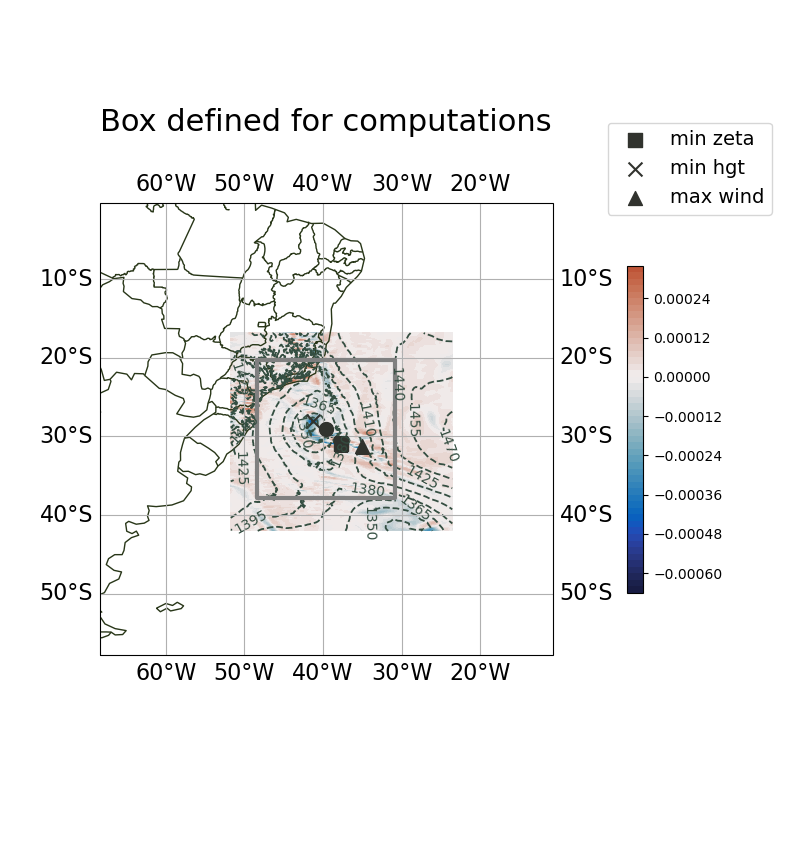 Box defined for computations
min zeta
min hgt
max wind
60°W 50°W 40°W 30°W 20°W
10°S 10°S
20°S 20°S
30°S 30°S
40°S 40°S
50°S 50°S
60°W 50°W 40°W 30°W 20°W
0.00024
0.00012
0.00000
−0.00012
−0.00024
−0.00036
−0.00048
−0.00060
1440
1365
1410
1455
1470
1425
1425
1380
1365
1395
1350